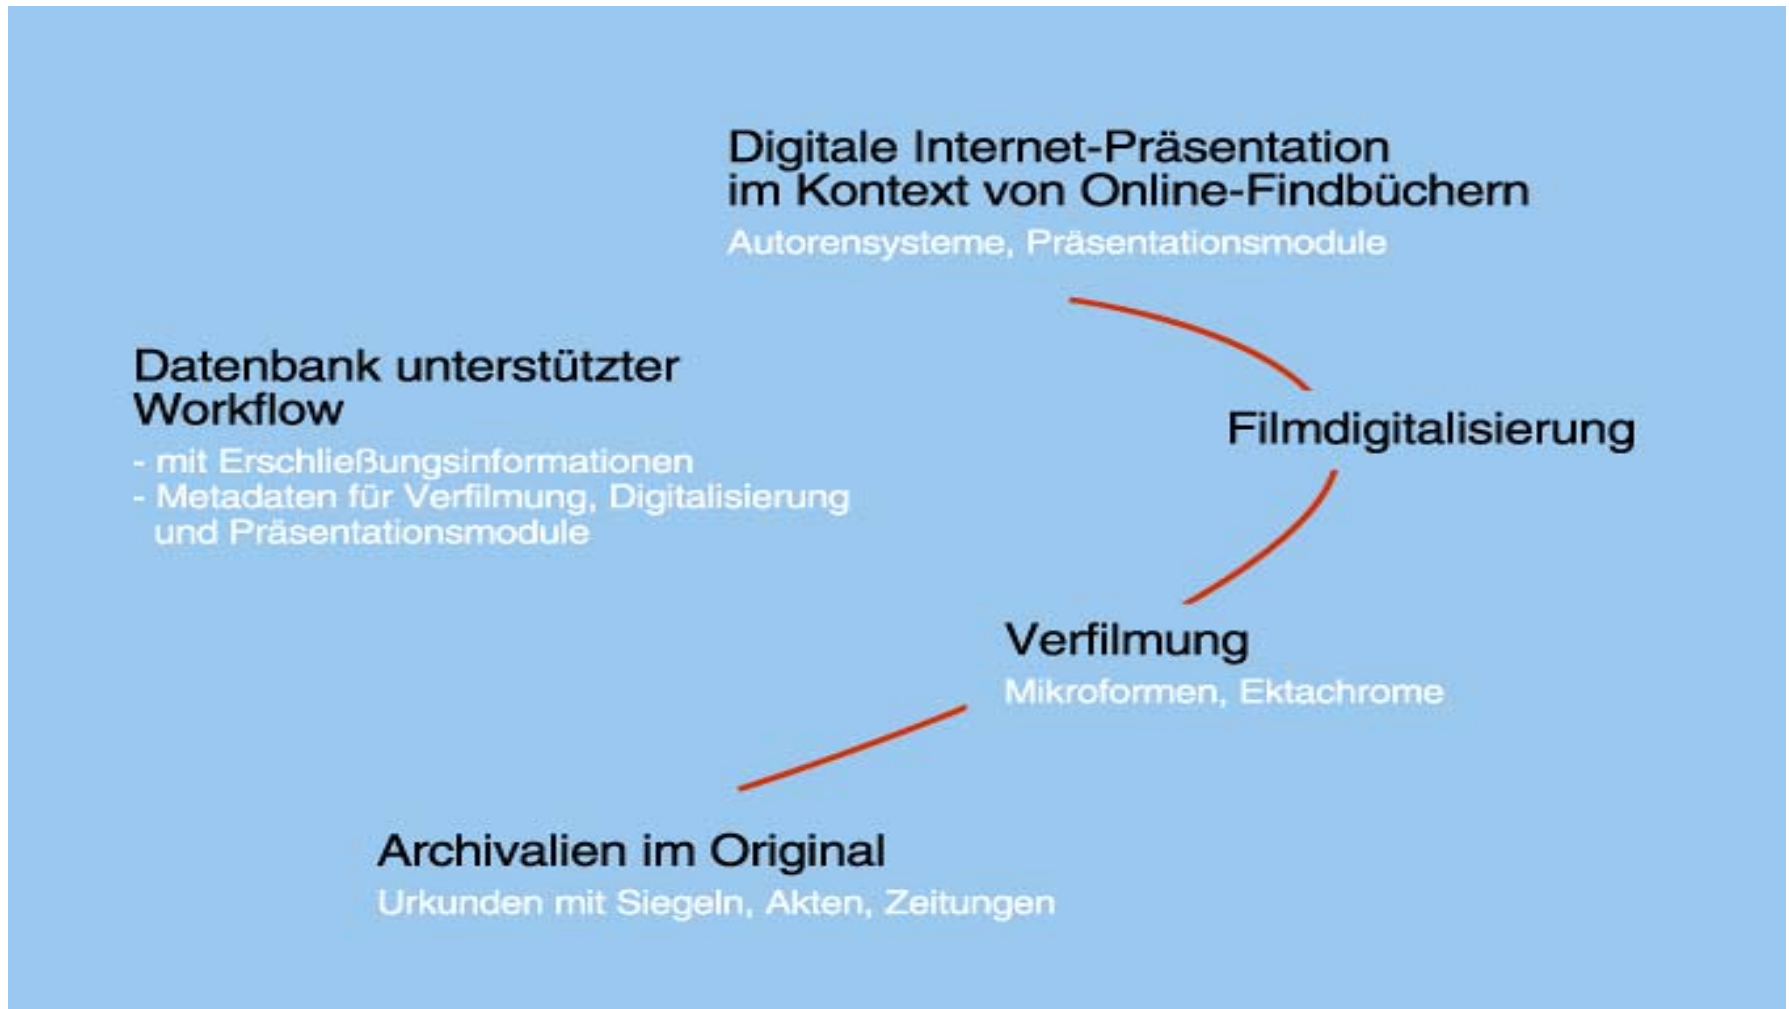 Digitale Internet-Präsentation
im Kontext von Online-Findbüchern
Autorensysteme, Präsentationsmodule
Datenbank unterstützter
Workflow
- mit Erschließungsinformationen
- Metadaten für Verfilmung, Digitalisierung
und Präsentationsmodule
Filmdigitalisierung
Verfilmung
Mikroformen, Ektachrome
Archivalien im Original
Urkunden mit Siegeln, Akten, Zeitungen